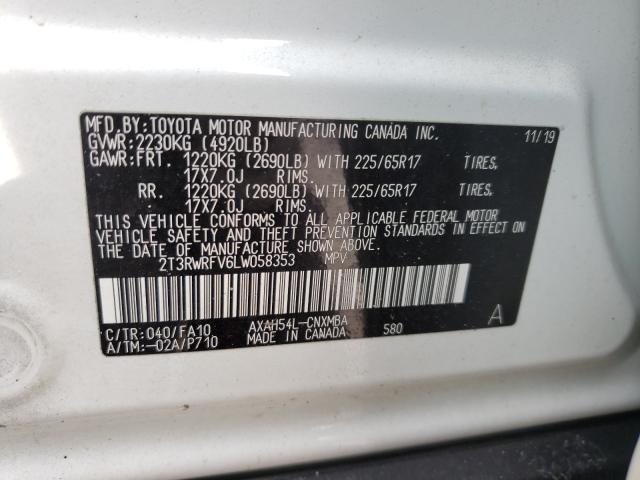 MFD.BY:TOYOTA MOTOR MANUFACTURING CANADA INC. 11/19
GVWR:2230KG (4920LB)
GAWR:FRT. 1220KG (2690LB) WITH 225/65R17 TIRES,
17X7.0J RIMS.
RR. 1220KG (2690LB) WITH 225/65R17 TIRES,
17X7.0J RIMS.
THIS VEHICLE CONFORMS TO ALL APPLICABLE FEDERAL MOTOR
VEHICLE SAFETY AND THEFT PREVENTION STANDARDS IN EFFECT ON
THE DATE OF MANUFACTURE SHOWN ABOVE.
2T3RWRFV6LW058353 MPV
C/TR:040/FA10 AXAH54L-CNXMBA 580 A
A/TM:-02A/P710 MADE IN CANADA